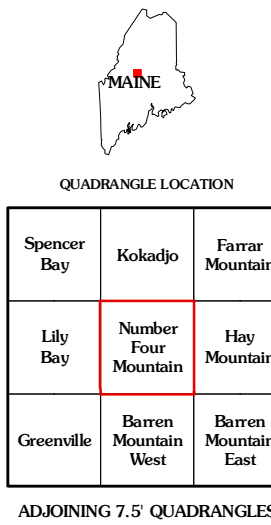 MAINE
QUADRANGLE LOCATION
Spencer
Bay
Kokadjo
Farrar
Mountain
Lily
Bay
Number
Four
Mountain
Hay
Mountain
Greenville
Barren
Mountain
West
Barren
Mountain
East
ADJOINING 7.5' QUADRANGLES